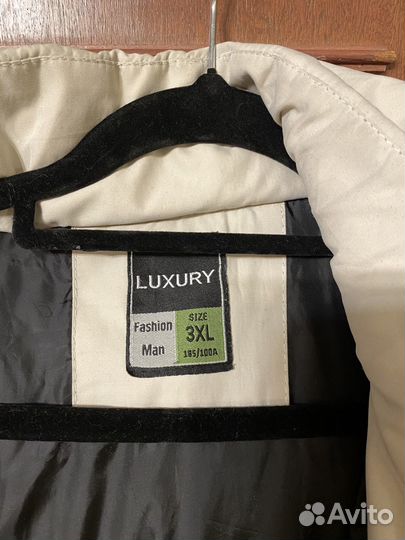 LUXURY
Fashion
Man
SIZE
3XL
185/100A
Avito